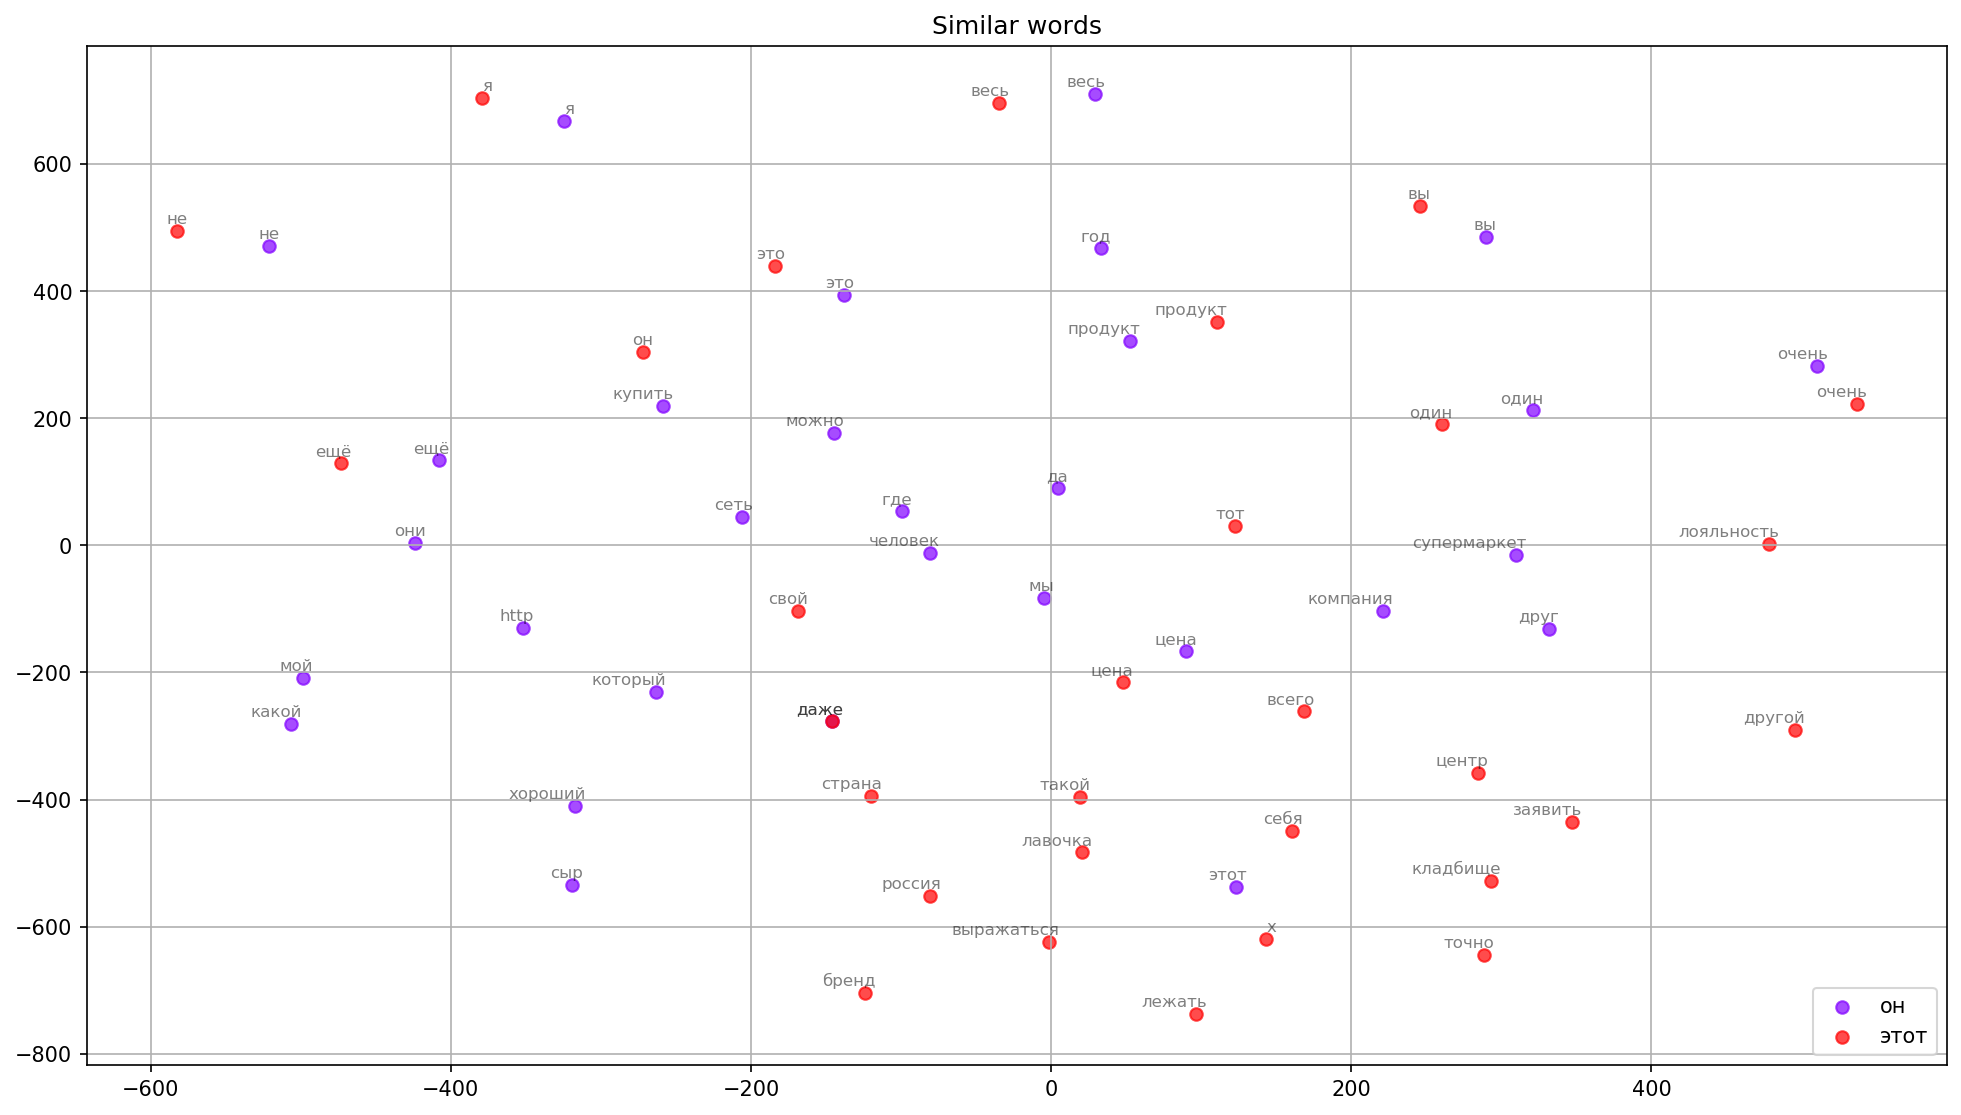 Similar words
я
я
весь
весь
не
не
вы
вы
год
это
это
продукт
продукт
он
купить
можно
очень
очень
один
один
ещё
ещё
они
сеть
где
да
человек
тот
супермаркет
лояльность
свой
мы
компания
друг
http
цена
цена
мой
какой
который
даже
всего
другой
центр
хороший
страна
такой
себя
заявить
лавочка
сыр
россия
этот
кладбище
выражаться
х
точно
бренд
лежать
он
этот
600
400
200
0
−200
−400
−600
−800
−600
−400
−200
0
200
400